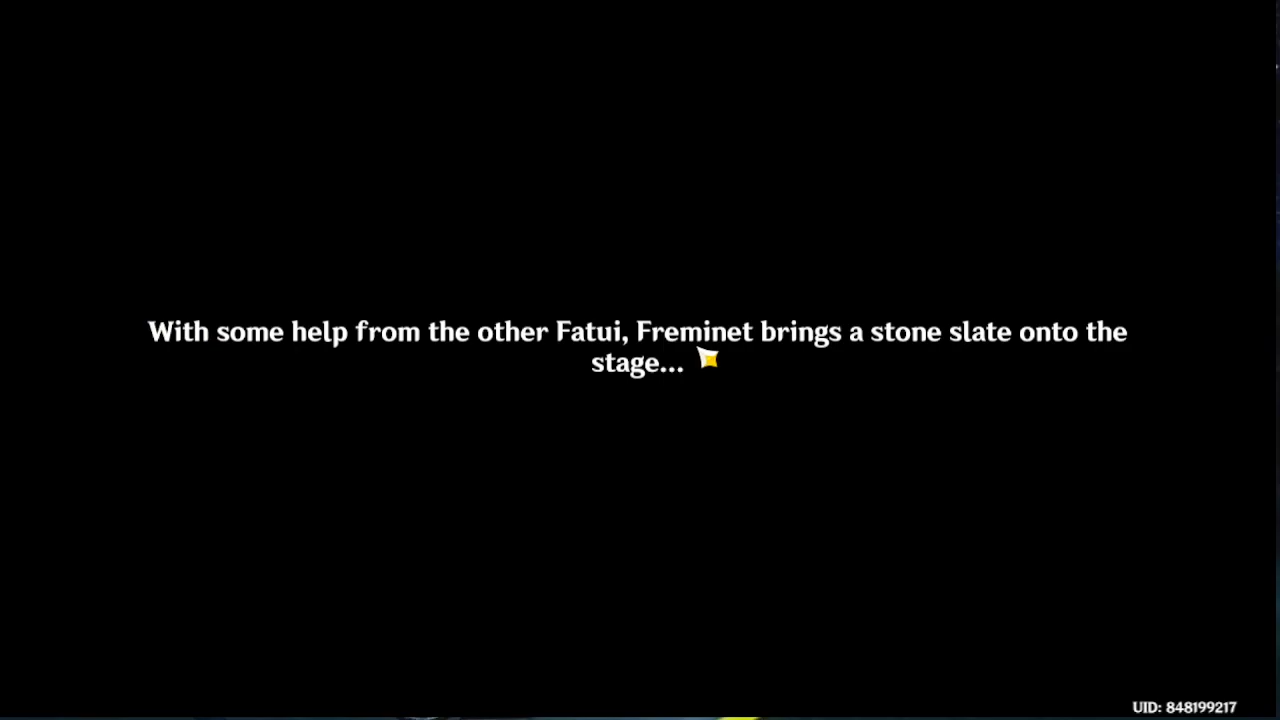 With some help from the other Fatui, Freminet brings a stone slate onto the
stage...
UID: 848199217